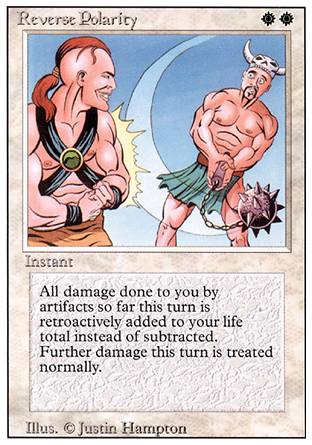 Reverse Polarity
Instant
All damage done to you by
artifacts so far this turn is
retroactively added to your life
total instead of subtracted.
Further damage this turn is treated
normally.
Illus. © Justin Hampton